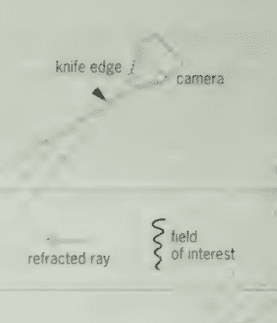 knife edge
camera
refracted ray
field
of interest